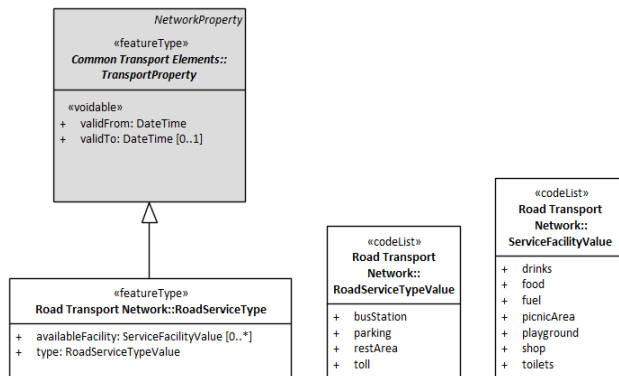 NetworkProperty
«featureType»
Common Transport Elements::
TransportProperty
«voidable»
+ validFrom: DateTime
+ validTo: DateTime [0..1]
«featureType»
Road Transport Network::RoadServiceType
+ availableFacility: ServiceFacilityValue [0..*]
+ type: RoadServiceTypeValue
«codeList»
Road Transport
Network::
RoadServiceTypeValue
+ busStation
+ parking
+ restArea
+ toll
«codeList»
Road Transport
Network::
ServiceFacilityValue
+ drinks
+ food
+ fuel
+ picnicArea
+ playground
+ shop
+ toilets